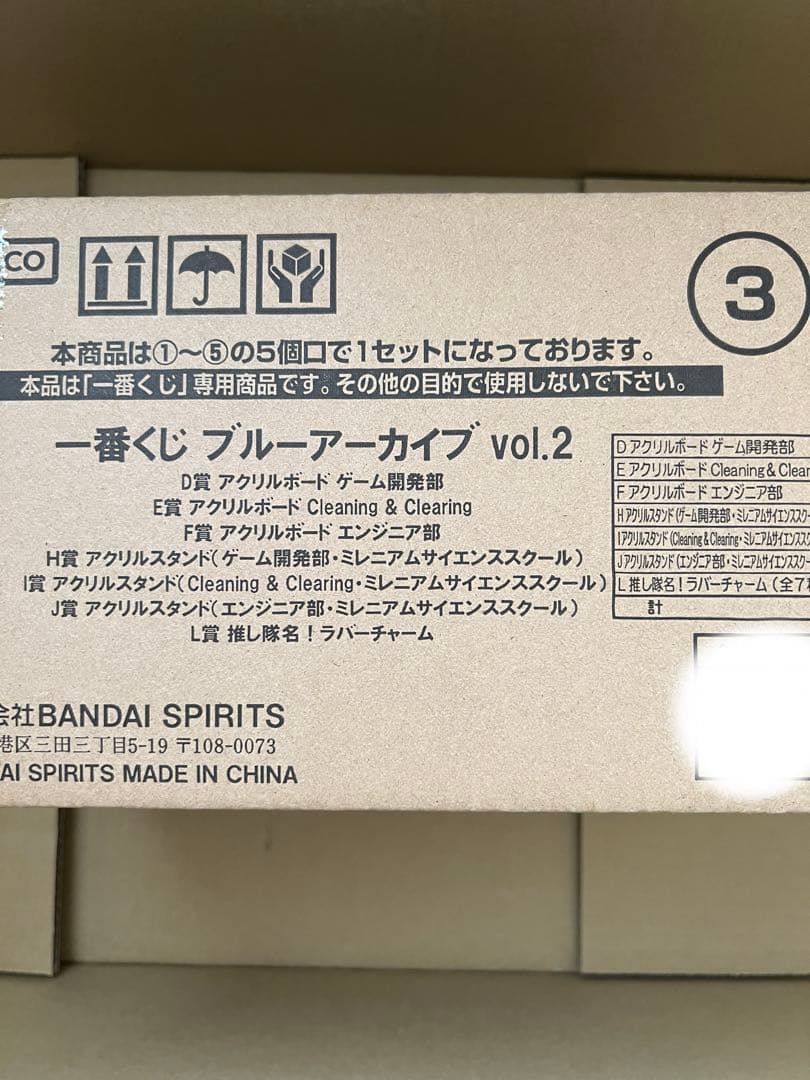 CO
3
本商品は①～⑤の5個口で1セットになっております。
本品は「一番くじ」専用商品です。その他の目的で使用しないで下さい。
一番くじ ブルーアーカイブ vol.2
D賞 アクリルボード ゲーム開発部
E賞 アクリルボード Cleaning & Clearing
F賞 アクリルボード エンジニア部
H賞 アクリルスタンド(ゲーム開発部・ミレニアムサイエンススクール)
I賞 アクリルスタンド(Cleaning & Clearing・ミレニアムサイエンススクール)
J賞 アクリルスタンド(エンジニア部・ミレニアムサイエンススクール)
L賞 推し隊名!ラバーチャーム
D アクリルボード ゲーム開発部
E アクリルボード Cleaning & Clear
F アクリルボード エンジニア部
H アクリルスタンド(ゲーム開発部・ミレニアムサイエンススク
I アクリルスタンド(Cleaning & Clearing・ミレニアムサイエンスス
J アクリルスタンド(エンジニア部・ミレニアムサイエンススク
L 推し隊名!ラバーチャーム(全7
計
会社BANDAI SPIRITS
港区三田三丁目5-19 〒108-0073
AI SPIRITS MADE IN CHINA